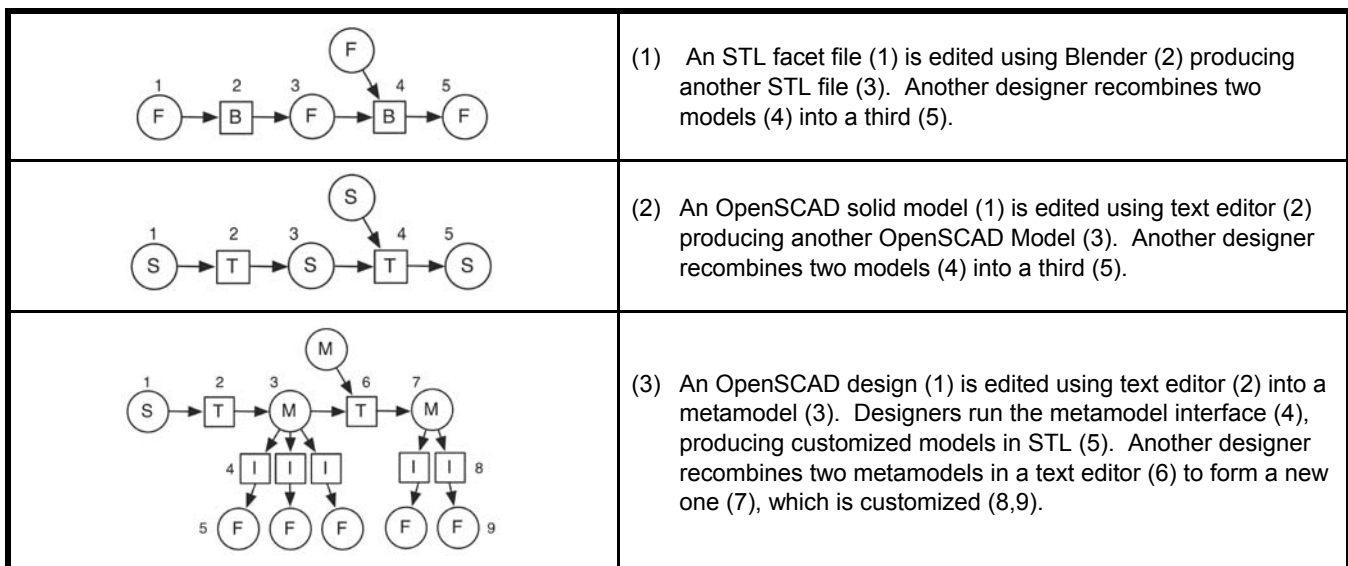 F
1 2 3 4 5
F B F B F
(1) An STL facet file (1) is edited using Blender (2) producing
another STL file (3). Another designer recombines two
models (4) into a third (5).
S
1 2 3 4 5
S T S T S
(2) An OpenSCAD solid model (1) is edited using text editor (2)
producing another OpenSCAD Model (3). Another designer
recombines two models (4) into a third (5).
M
1 2 3 6 7
S T M T M
4 I I I I I 8
5 F F F F F 9
(3) An OpenSCAD design (1) is edited using text editor (2) into a
metamodel (3). Designers run the metamodel interface (4),
producing customized models in STL (5). Another designer
recombines two metamodels in a text editor (6) to form a new
one (7), which is customized (8,9).